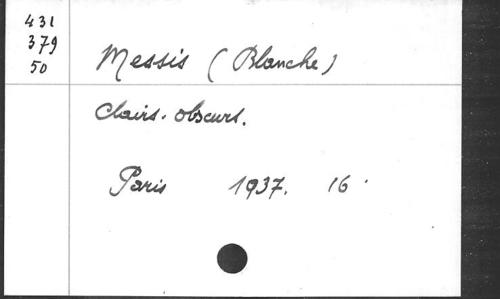 431
379
50
Messis (Blanche)
Clairs-obscurs.
Paris 1937. 16°